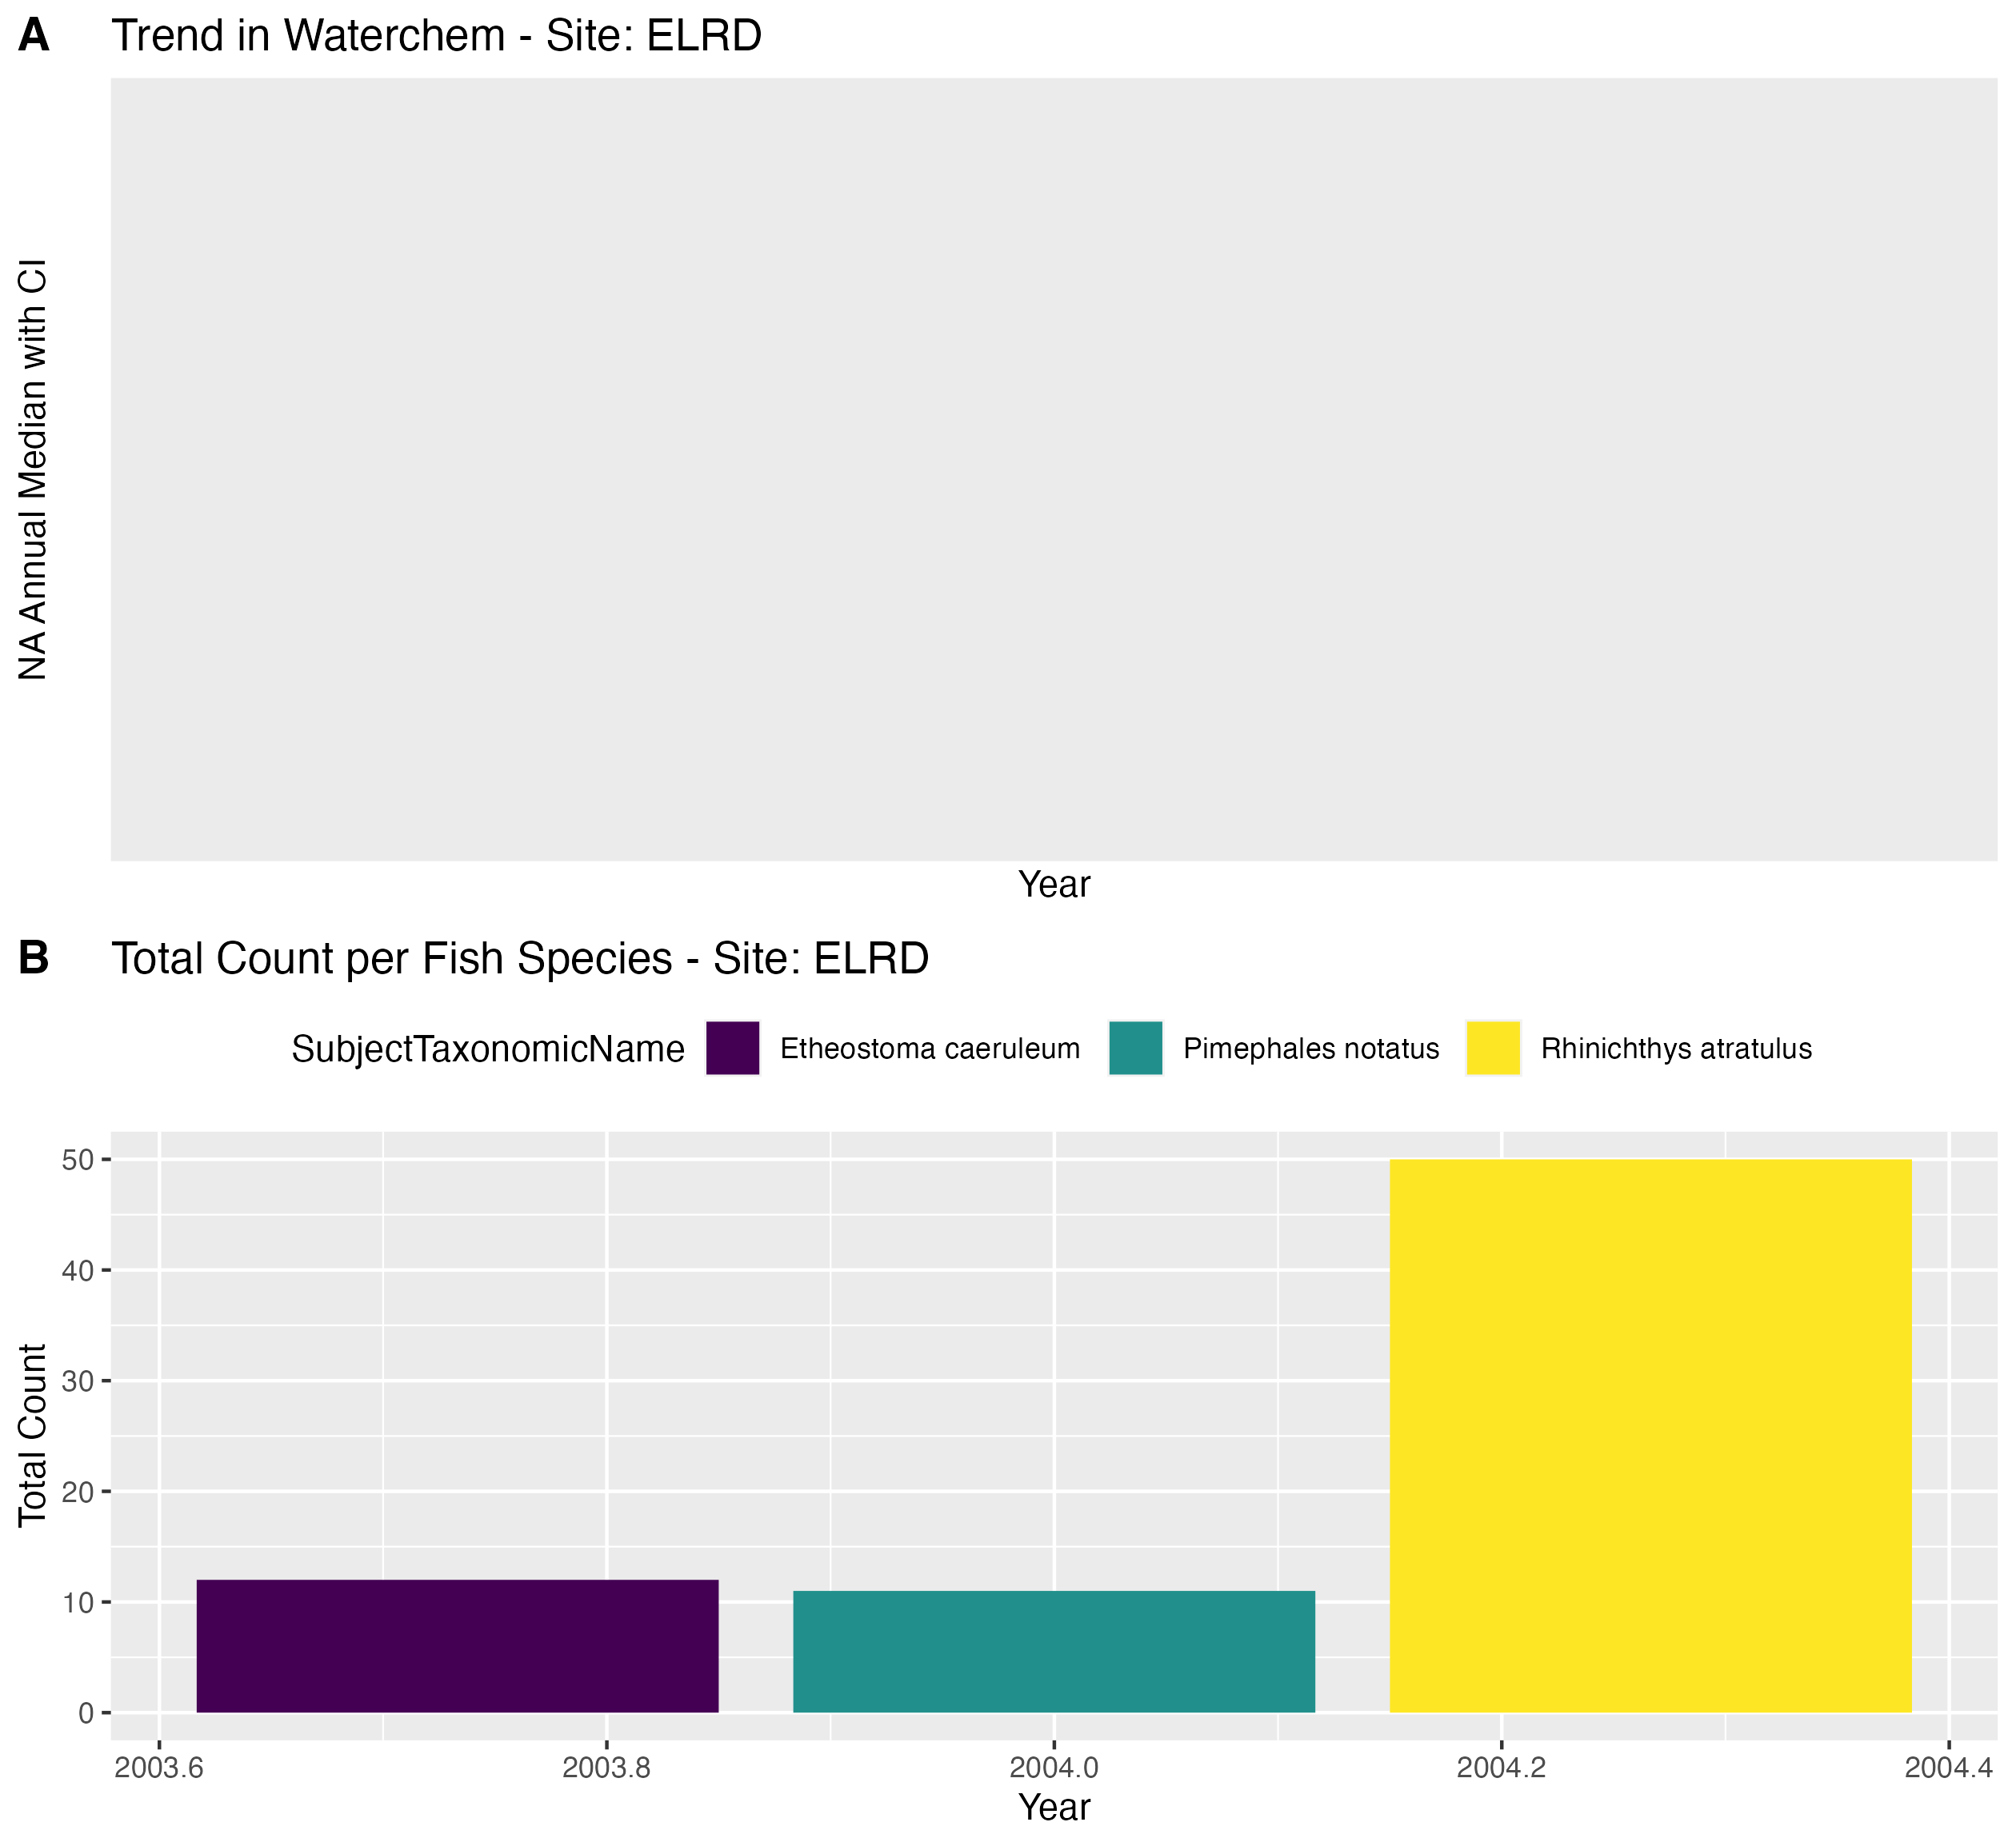 A Trend in Waterchem - Site: ELRD
NA Annual Median with CI
Year
B Total Count per Fish Species - Site: ELRD
SubjectTaxonomicName Etheostoma caeruleum Pimephales notatus Rhinichthys atratulus
Total Count
50
40
30
20
10
0
2003.6 2003.8 2004.0 2004.2 2004.4
Year